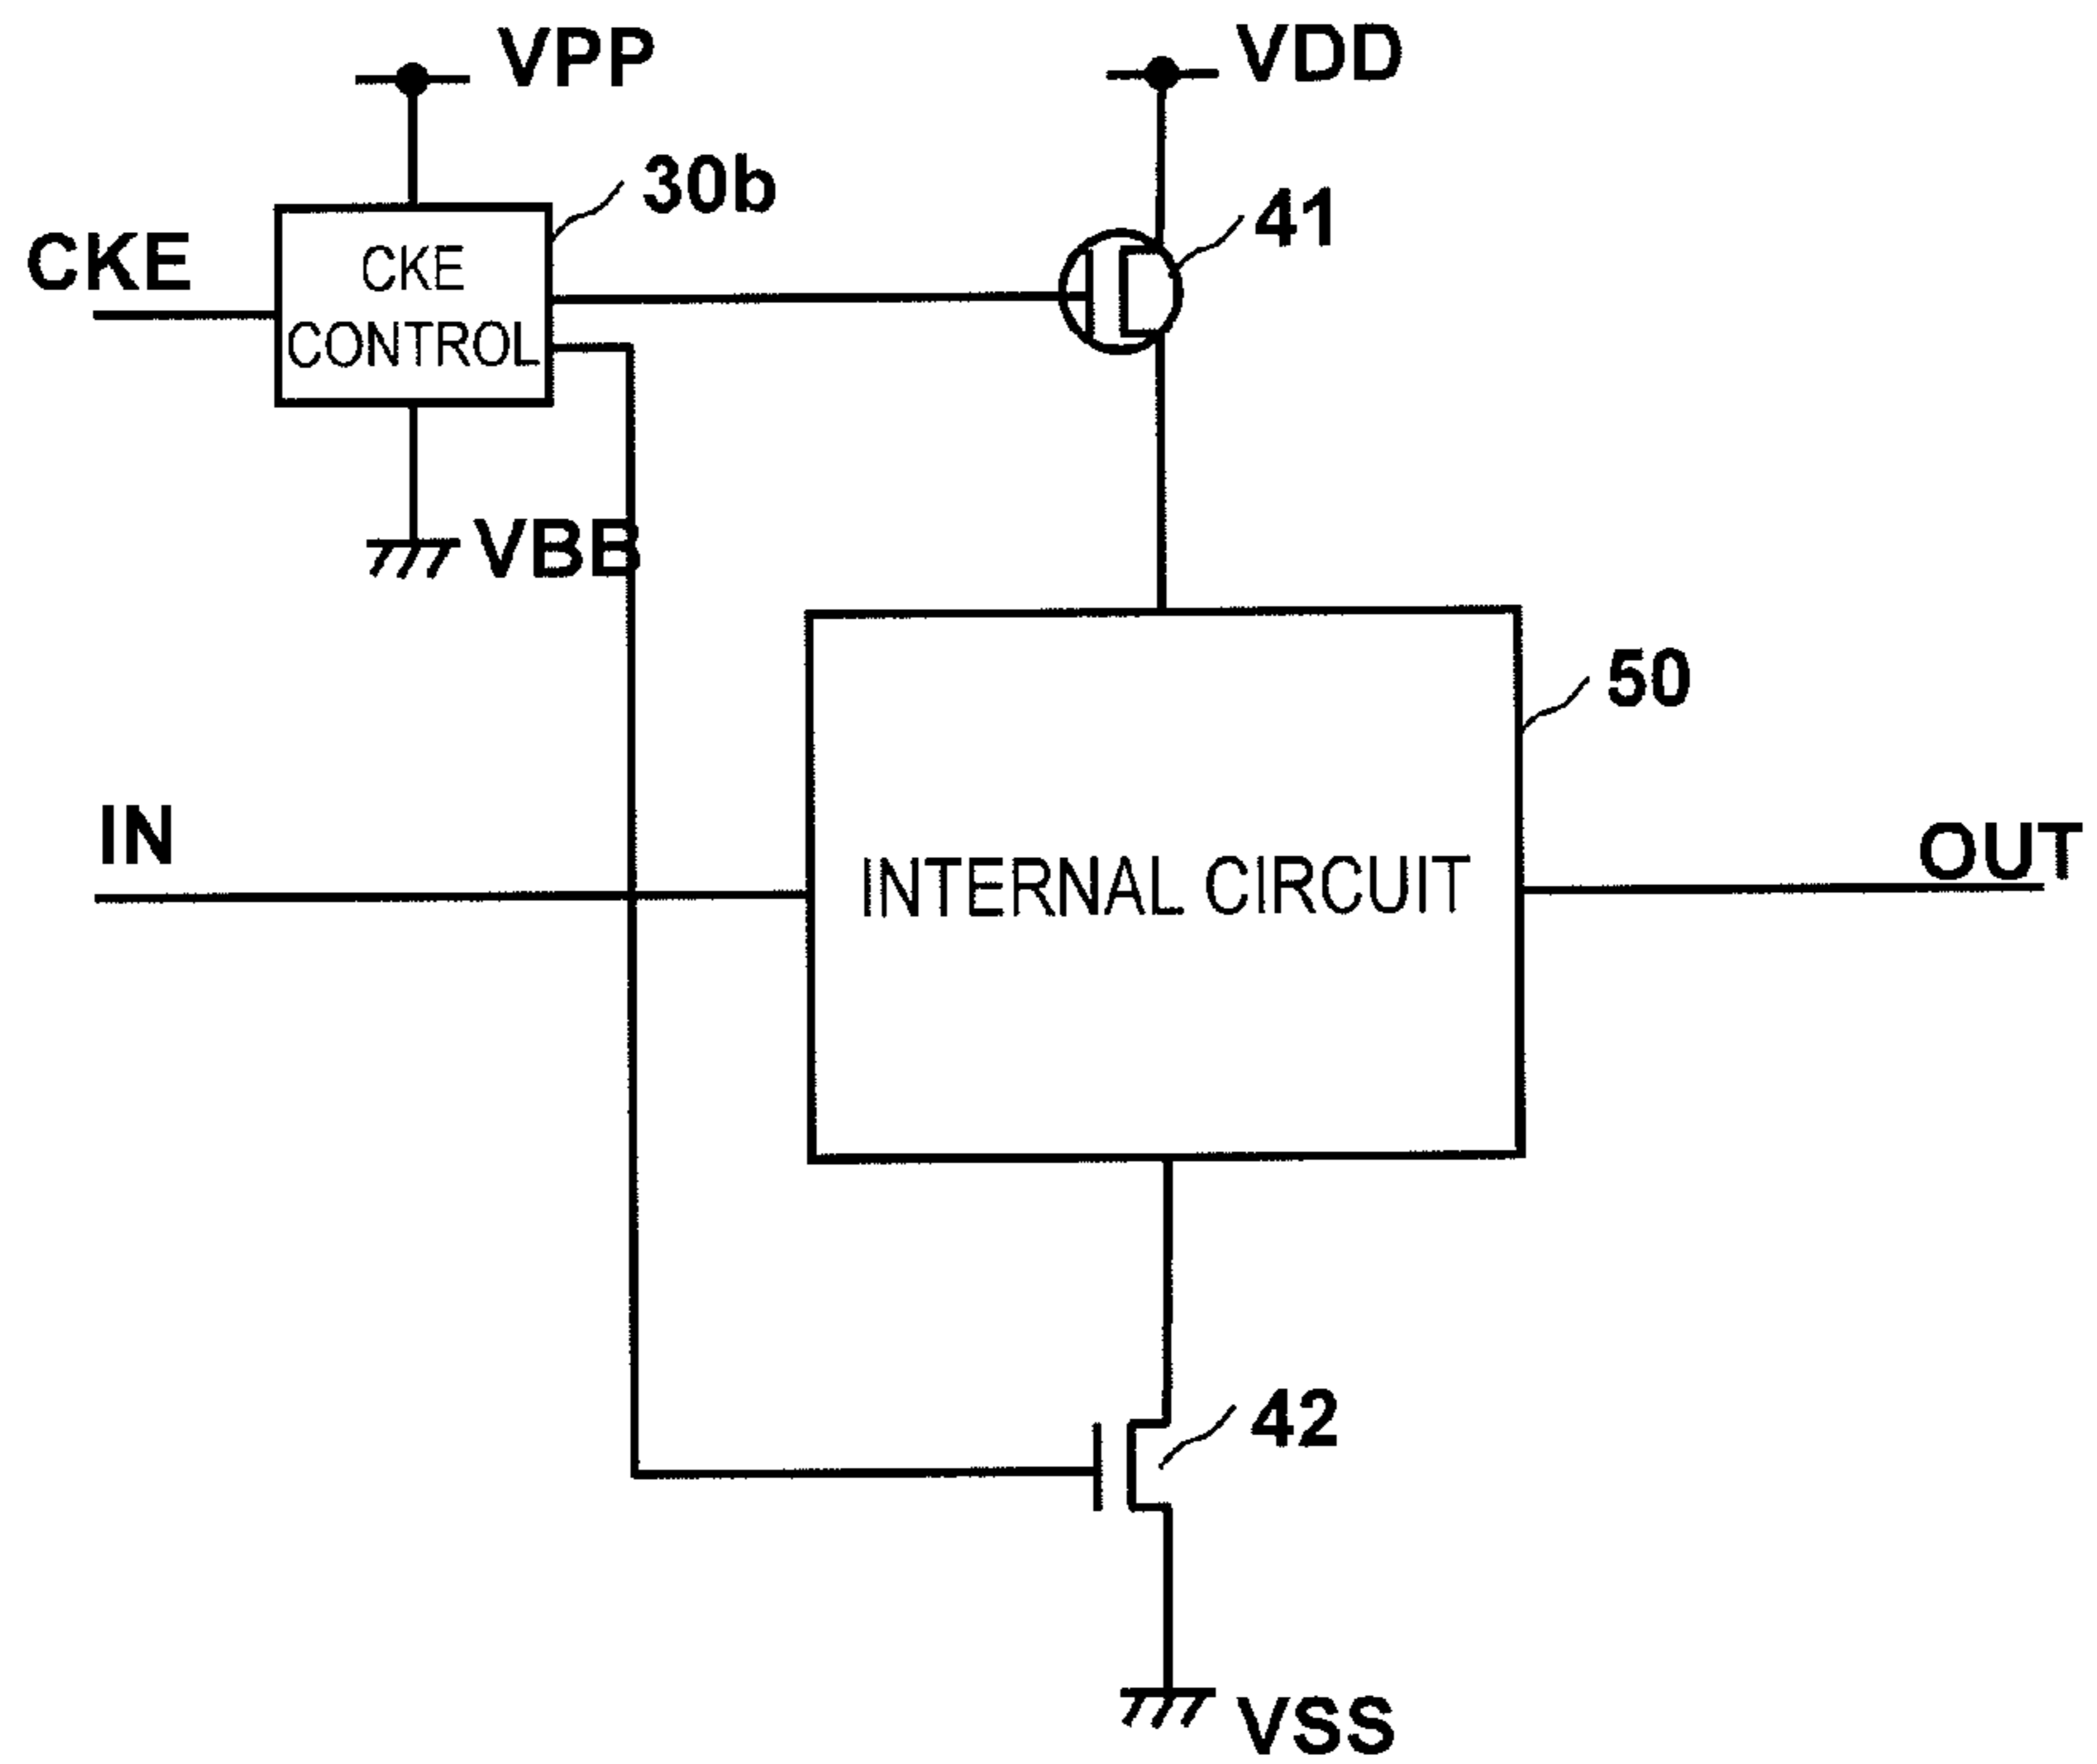 VPP
VDD
30b
41
CKE
CKE
CONTROL
VBB
50
IN
OUT
INTERNAL CIRCUIT
42
VSS